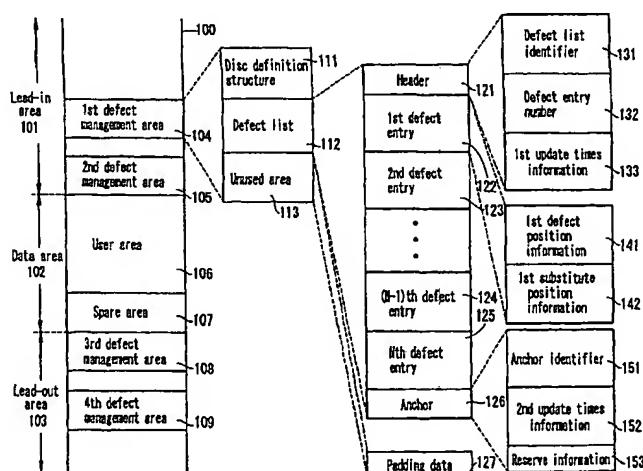 100
Lead-in
area
101
1st defect
management area
104
2nd defect
management area
105
Data area
102
User area
106
Spare area
107
Lead-out
area
103
3rd defect
management area
108
4th defect
management area
109
Disc definition
structure
111
Defect list
112
Unused area
113
Header
121
1st defect
entry
122
2nd defect
entry
123
(N-1)th defect
entry
124
Nth defect
entry
125
Anchor
126
Padding data
127
Defect list
identifier
131
Defect entry
number
132
1st update times
information
133
1st defect
position
information
141
1st substitute
position
information
142
Anchor identifier
151
2nd update times
information
152
Reserve information
153